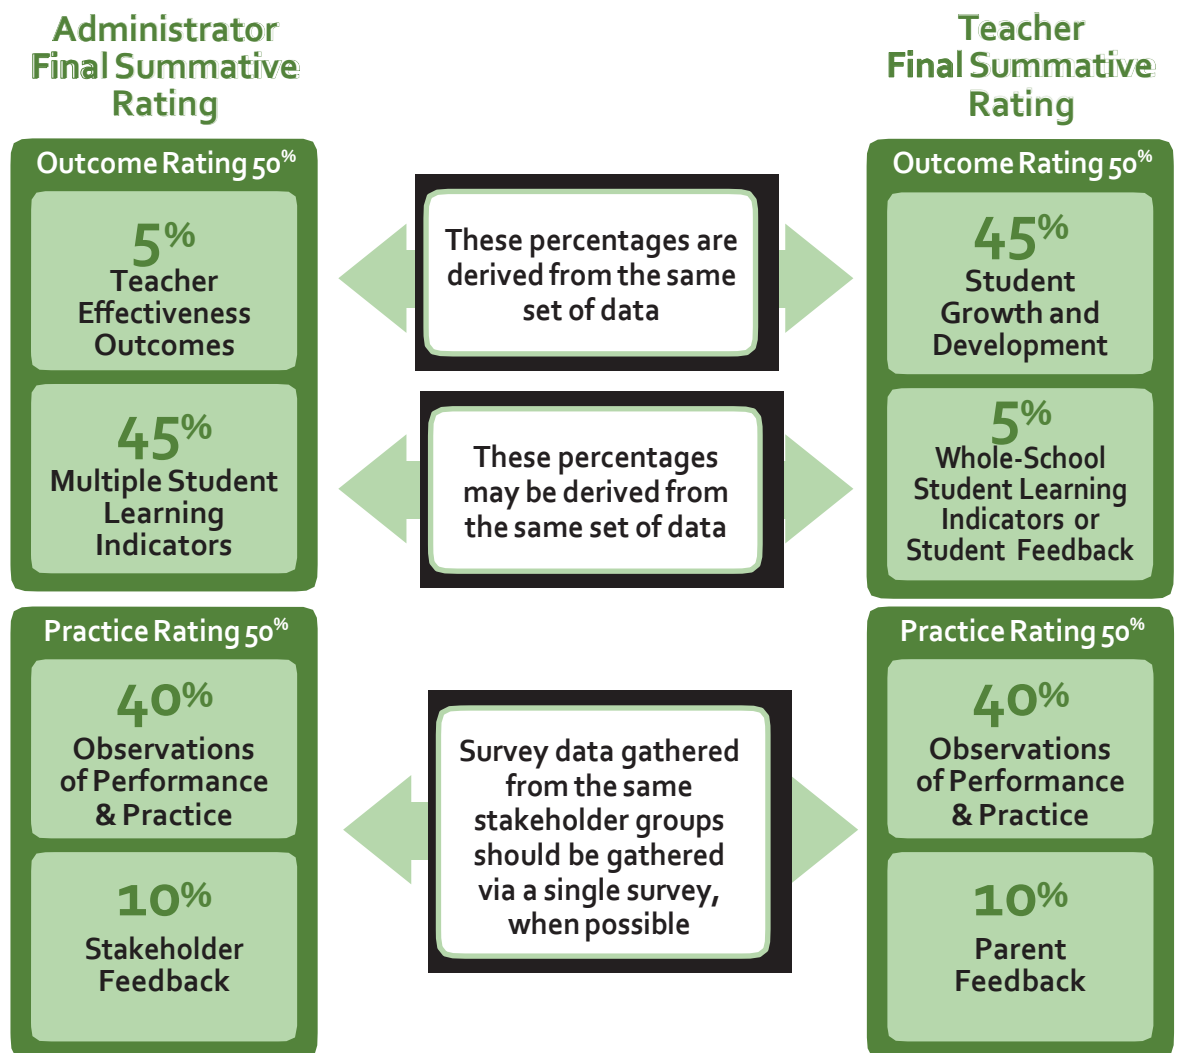 Administrator
Final Summative
Rating
Outcome Rating 50%
5%
Teacher
Effectiveness
Outcomes
45%
Multiple Student
Learning
Indicators
Practice Rating 50%
40%
Observations
of Performance
& Practice
10%
Stakeholder
Feedback
These percentages are
derived from the same
set of data
These percentages
may be derived from
the same set of data
Survey data gathered
from the same
stakeholder groups
should be gathered
via a single survey,
when possible
Teacher
Final Summative
Rating
Outcome Rating 50%
45%
Student
Growth and
Development
5%
Whole-School
Student Learning
Indicators or
Student Feedback
Practice Rating 50%
40%
Observations
of Performance
& Practice
10%
Parent
Feedback